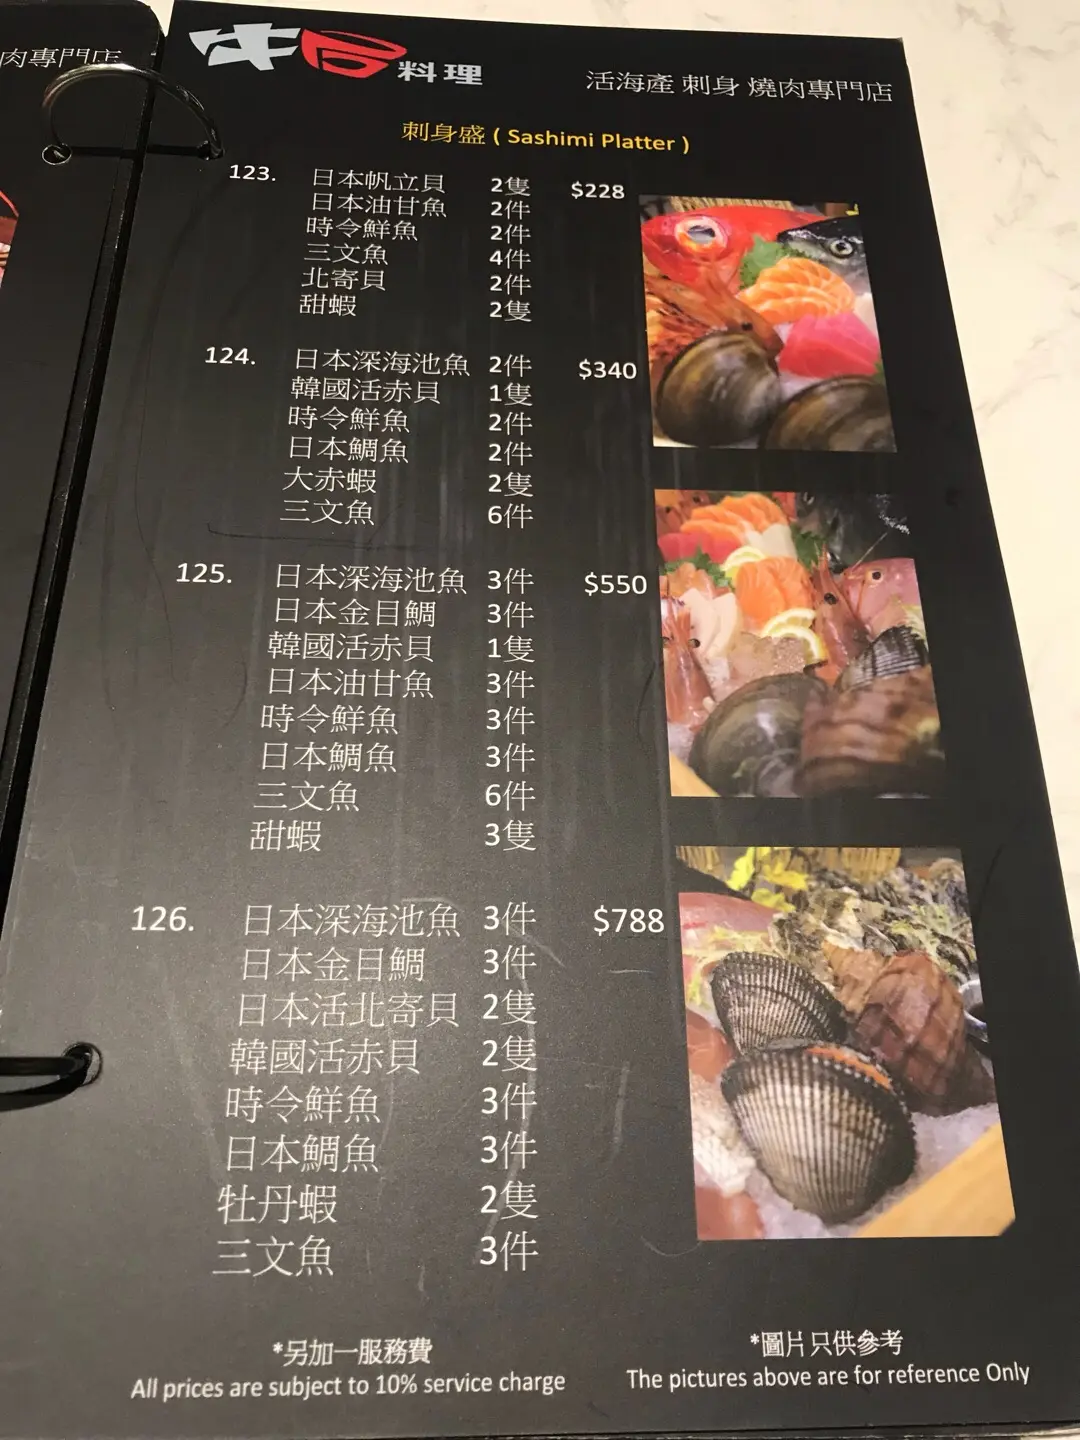 肉專門店
牛舌料理
活海產 刺身 燒肉專門店
刺身盛 ( Sashimi Platter )
123. 日本帆立貝 2隻 $228
日本油甘魚 2件
時令鮮魚 2件
三文魚 4件
北寄貝 2件
甜蝦 2隻
124. 日本深海池魚 2件 $340
韓國活赤貝 1隻
時令鮮魚 2件
日本鯛魚 2件
大赤蝦 2隻
三文魚 6件
125. 日本深海池魚 3件 $550
日本金目鯛 3件
韓國活赤貝 1隻
日本油甘魚 3件
時令鮮魚 3件
日本鯛魚 3件
三文魚 6件
甜蝦 3隻
126. 日本深海池魚 3件 $788
日本金目鯛 3件
日本活北寄貝 2隻
韓國活赤貝 2隻
時令鮮魚 3件
日本鯛魚 3件
牡丹蝦 2隻
三文魚 3件
*另加一服務費
All prices are subject to 10% service charge
*圖片只供參考
The pictures above are for reference Only